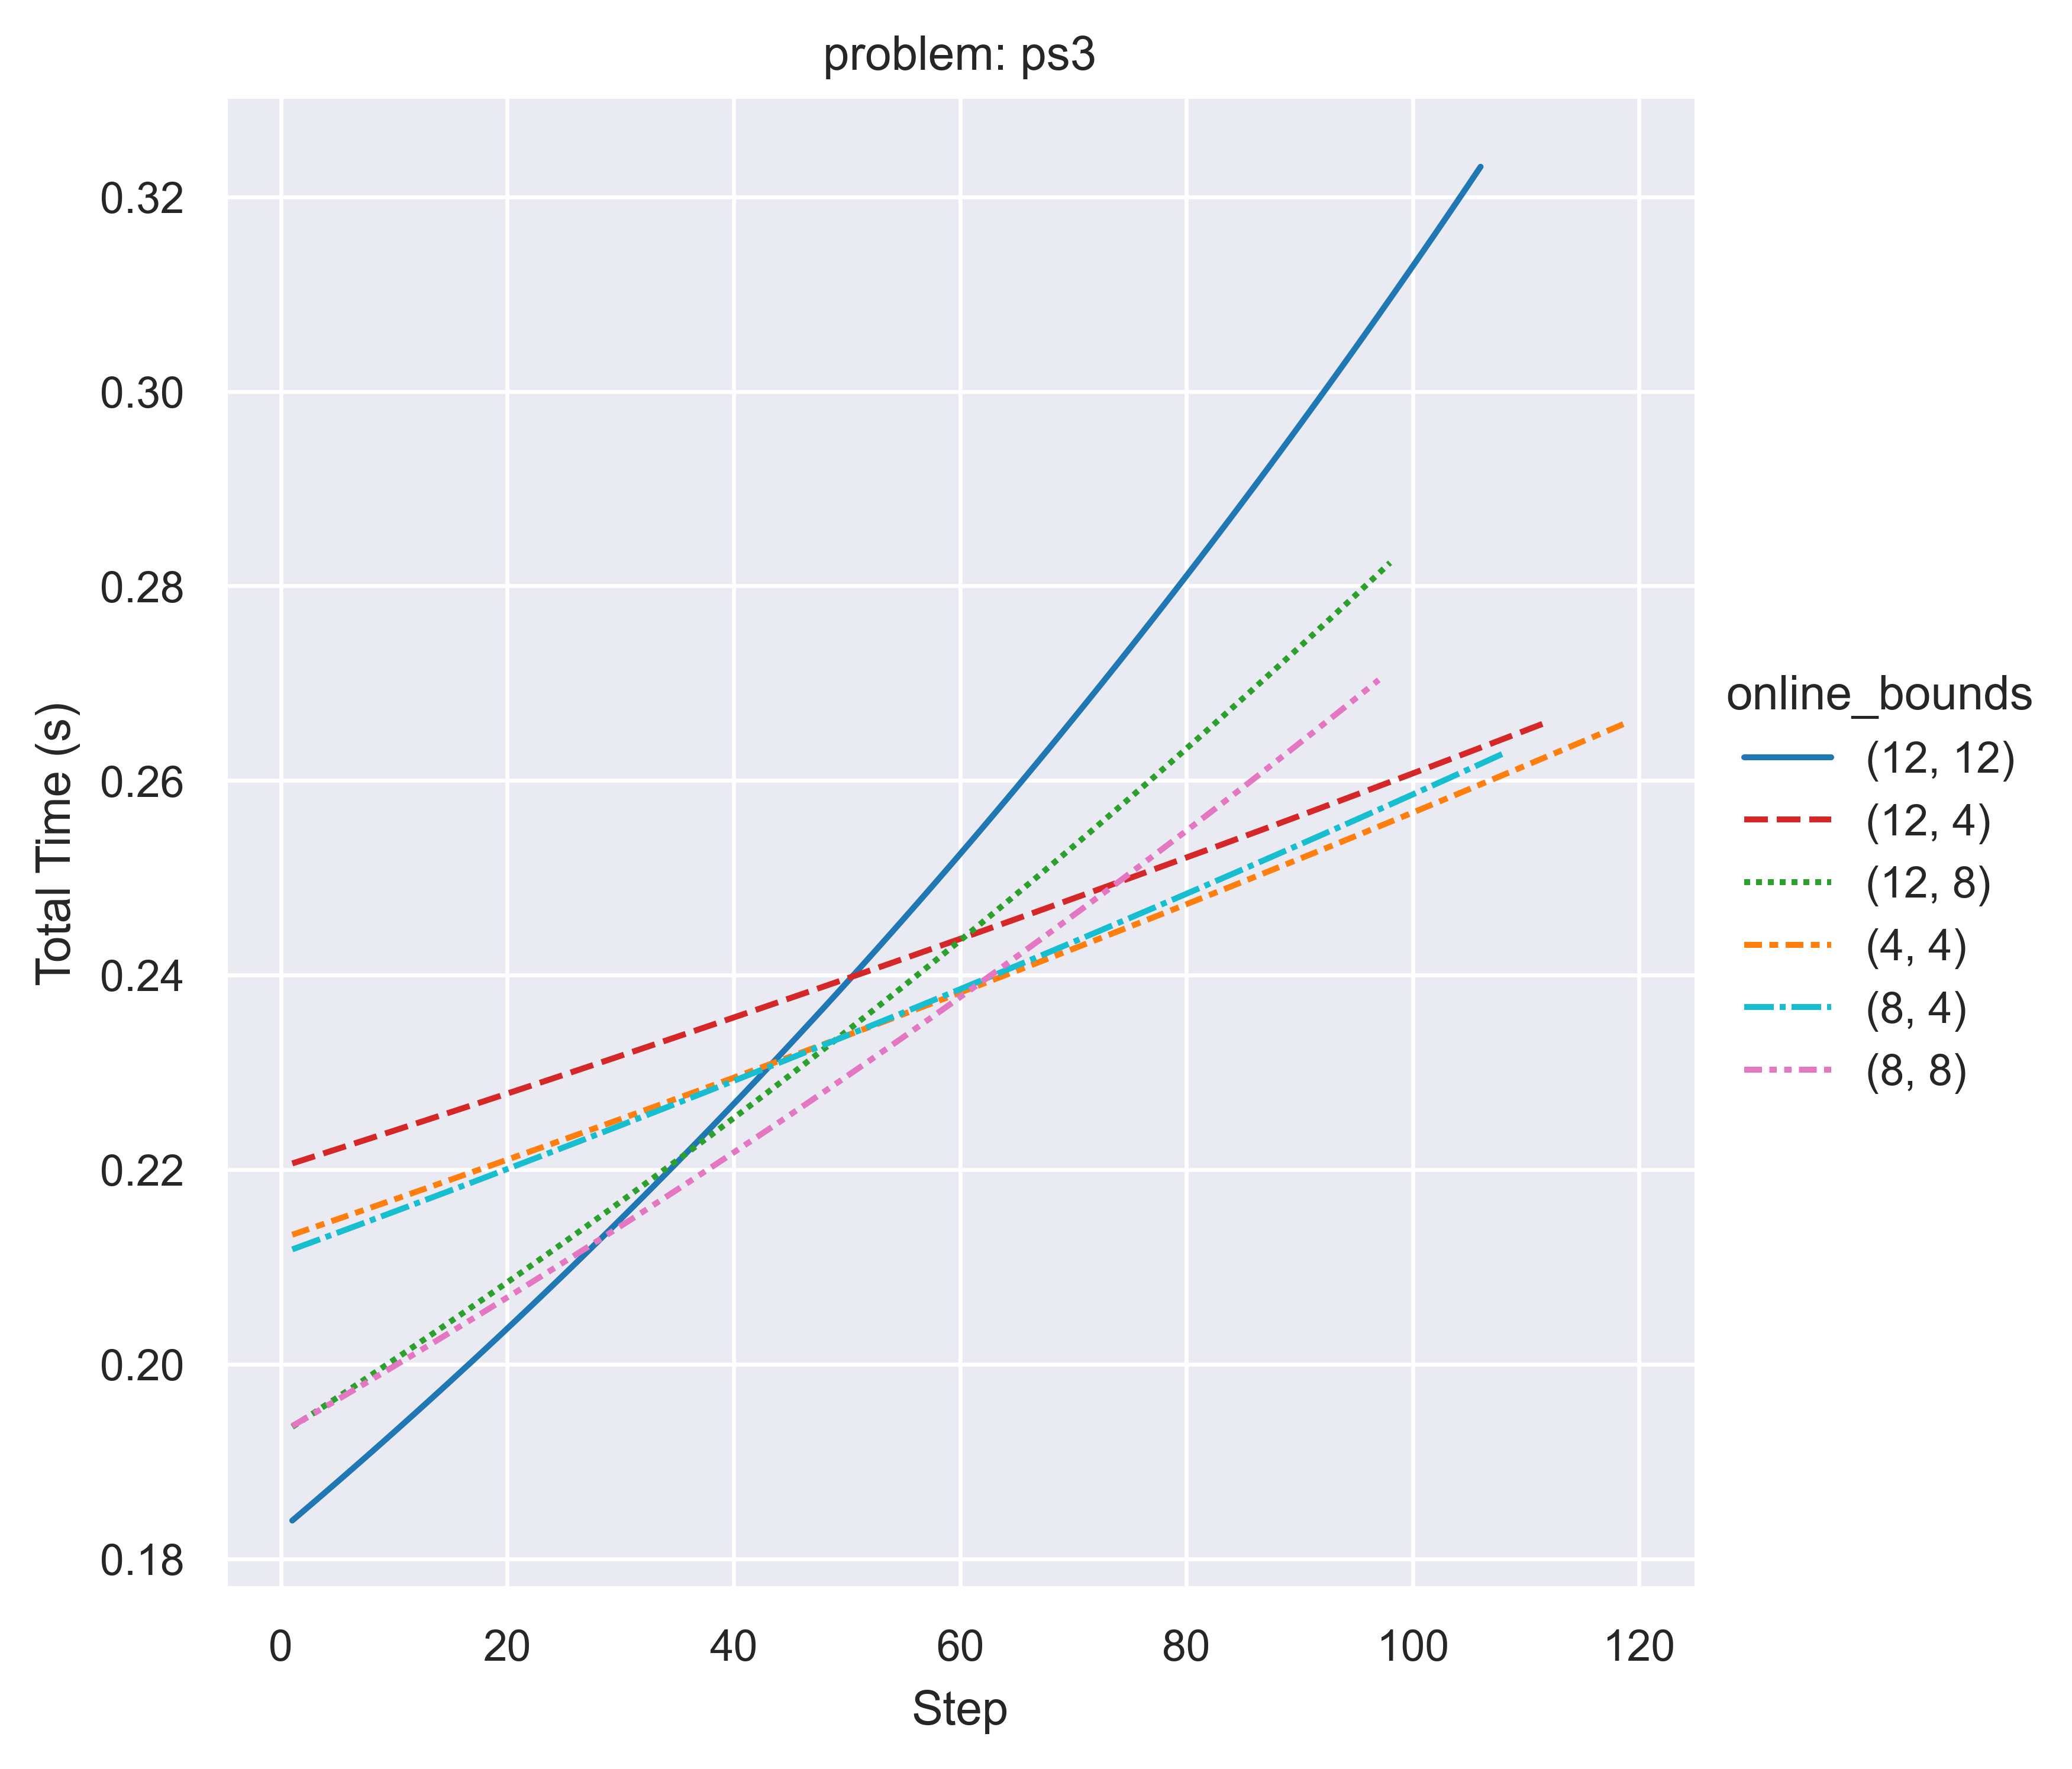 problem: ps3
Total Time (s)
0.32
0.30
0.28
0.26
0.24
0.22
0.20
0.18
0 20 40 60 80 100 120
Step
online_bounds
(12, 12)
(12, 4)
(12, 8)
(4, 4)
(8, 4)
(8, 8)